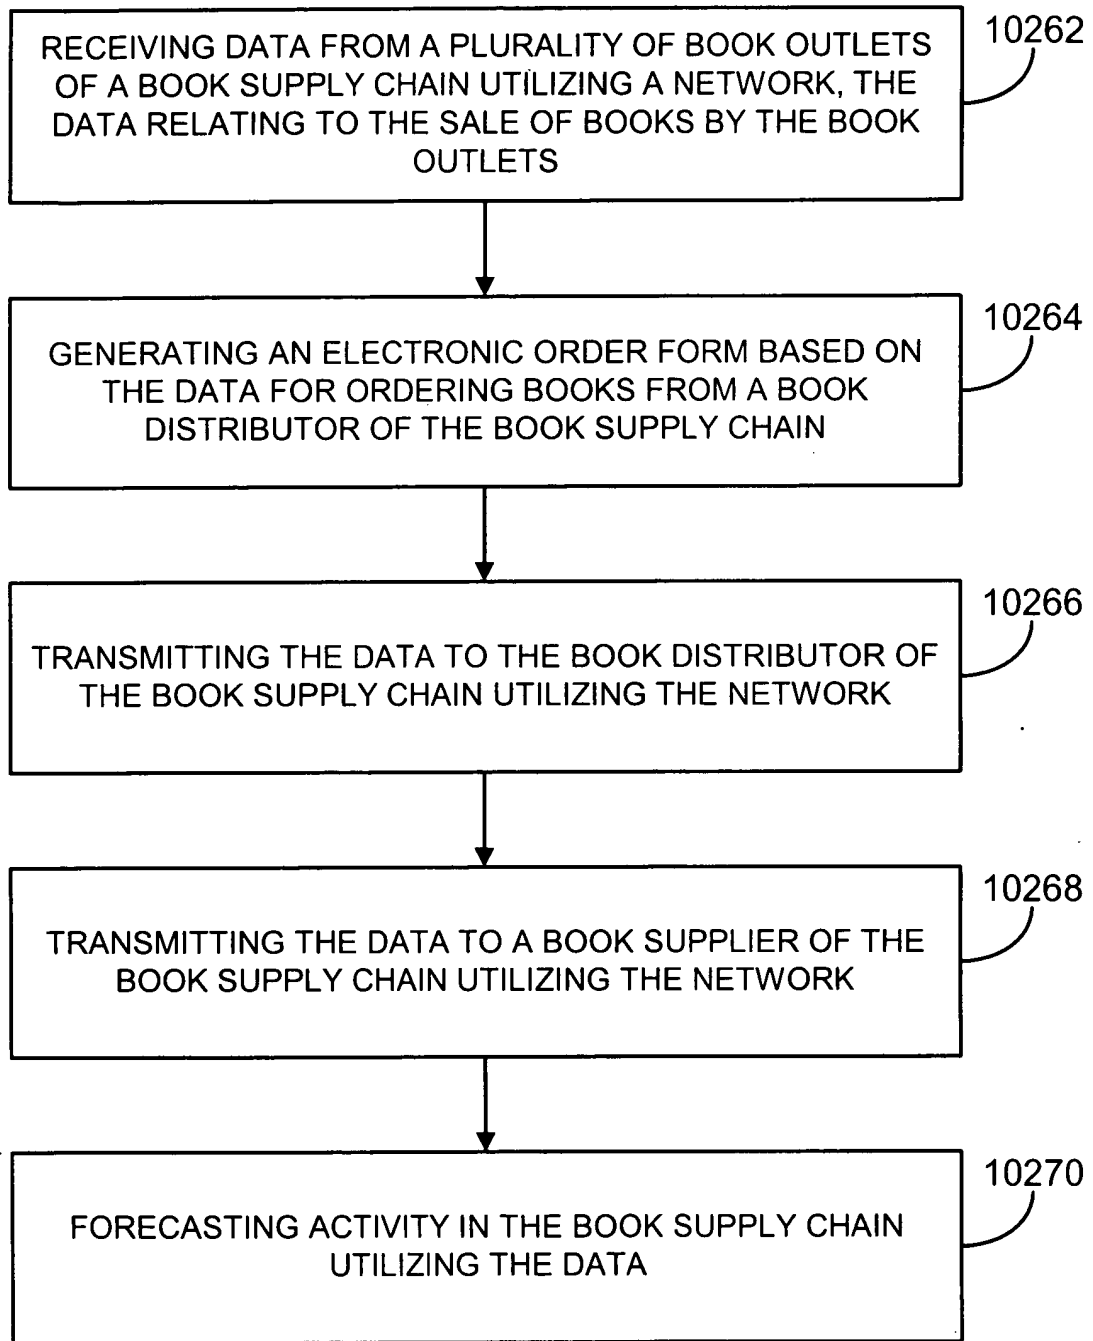 RECEIVING DATA FROM A PLURALITY OF BOOK OUTLETS
OF A BOOK SUPPLY CHAIN UTILIZING A NETWORK, THE
DATA RELATING TO THE SALE OF BOOKS BY THE BOOK
OUTLETS
10262
GENERATING AN ELECTRONIC ORDER FORM BASED ON
THE DATA FOR ORDERING BOOKS FROM A BOOK
DISTRIBUTOR OF THE BOOK SUPPLY CHAIN
10264
TRANSMITTING THE DATA TO THE BOOK DISTRIBUTOR OF
THE BOOK SUPPLY CHAIN UTILIZING THE NETWORK
10266
TRANSMITTING THE DATA TO A BOOK SUPPLIER OF THE
BOOK SUPPLY CHAIN UTILIZING THE NETWORK
10268
FORECASTING ACTIVITY IN THE BOOK SUPPLY CHAIN
UTILIZING THE DATA
10270